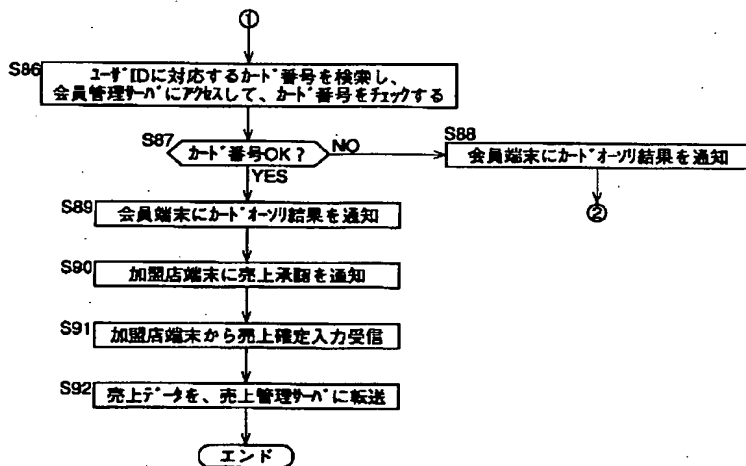 ①
S86
ユーザIDに対応するカード番号を検索し、
会員管理サーバにアクセスして、カード番号をチェックする
S87
カード番号OK?
NO
YES
S88
会員端末にカードオーソリ結果を通知
②
S89
会員端末にカードオーソリ結果を通知
S90
加盟店端末に売上承認を通知
S91
加盟店端末から売上確定入力受信
S92
売上データを、売上管理サーバに転送
エンド